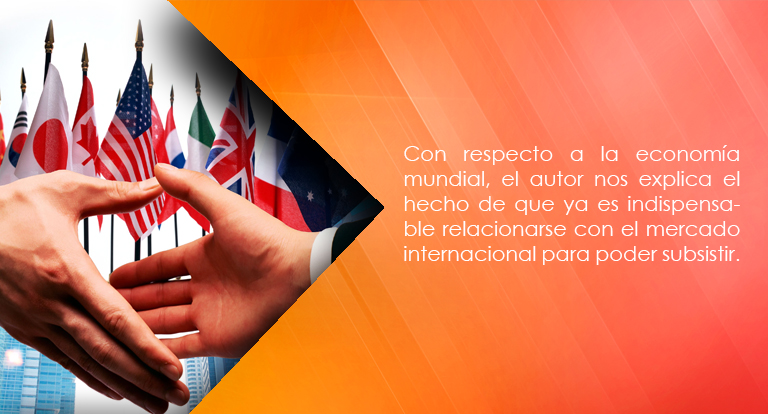 Con respecto a la economía
mundial, el autor nos explica el
hecho de que ya es indispensa-
ble relacionarse con el mercado
internacional para poder subsistir.